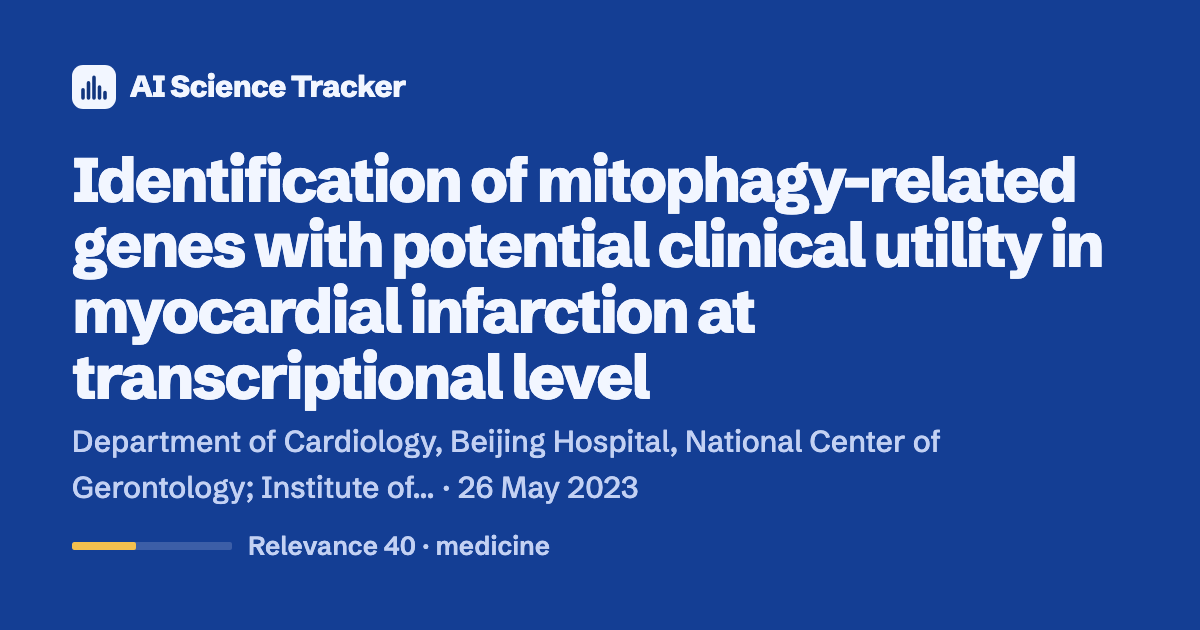 AI Science Tracker
Identification of mitophagy-related
genes with potential clinical utility in
myocardial infarction at
transcriptional level
Department of Cardiology, Beijing Hospital, National Center of
Gerontology; Institute of... · 26 May 2023
Relevance 40 · medicine